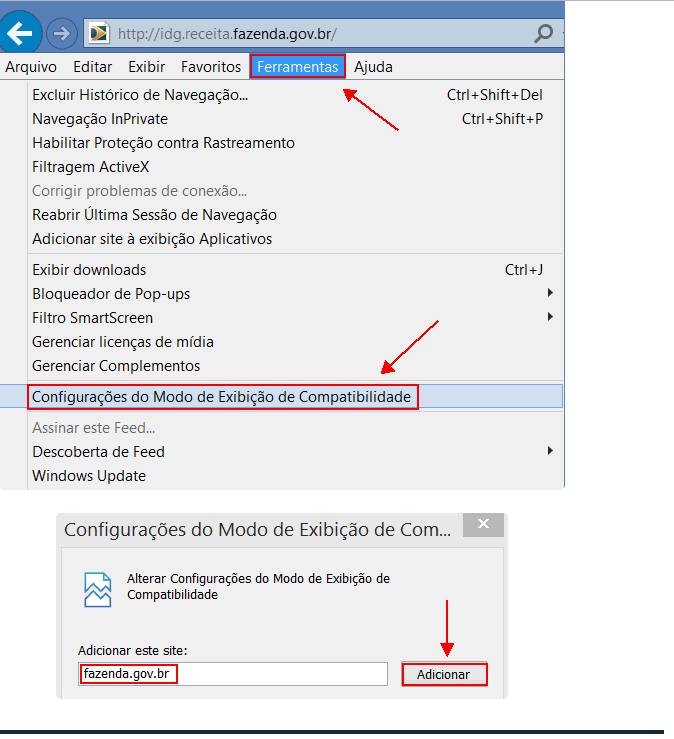 http://idg.receita.fazenda.gov.br/
Arquivo Editar Exibir Favoritos Ferramentas Ajuda
Excluir Histórico de Navegação... Ctrl+Shift+Del
Navegação InPrivate Ctrl+Shift+P
Habilitar Proteção contra Rastreamento
Filtragem ActiveX
Corrigir problemas de conexão...
Reabrir Última Sessão de Navegação
Adicionar site à exibição Aplicativos
Exibir downloads Ctrl+J
Bloqueador de Pop-ups
Filtro SmartScreen
Gerenciar licenças de mídia
Gerenciar Complementos
Configurações do Modo de Exibição de Compatibilidade
Assinar este Feed...
Descoberta de Feed
Windows Update
Configurações do Modo de Exibição de Com...
Alterar Configurações do Modo de Exibição de
Compatibilidade
Adicionar este site:
fazenda.gov.br Adicionar